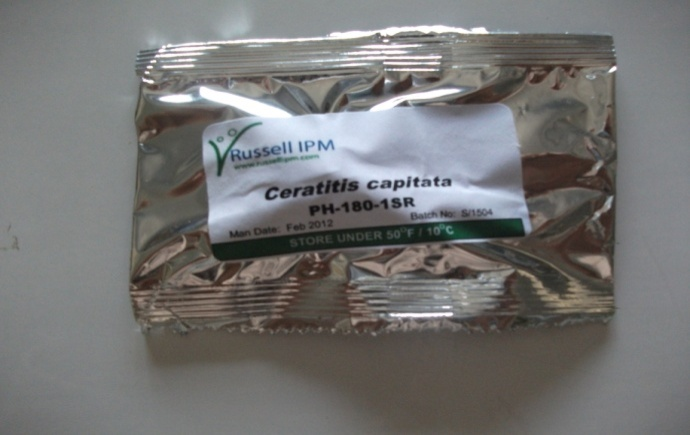 Russell IPM
www.russellipm.com
Ceratitis capitata
PH-180-1SR
Man Date: Feb 2012 Batch No: S/1504
STORE UNDER 50°F / 10°C